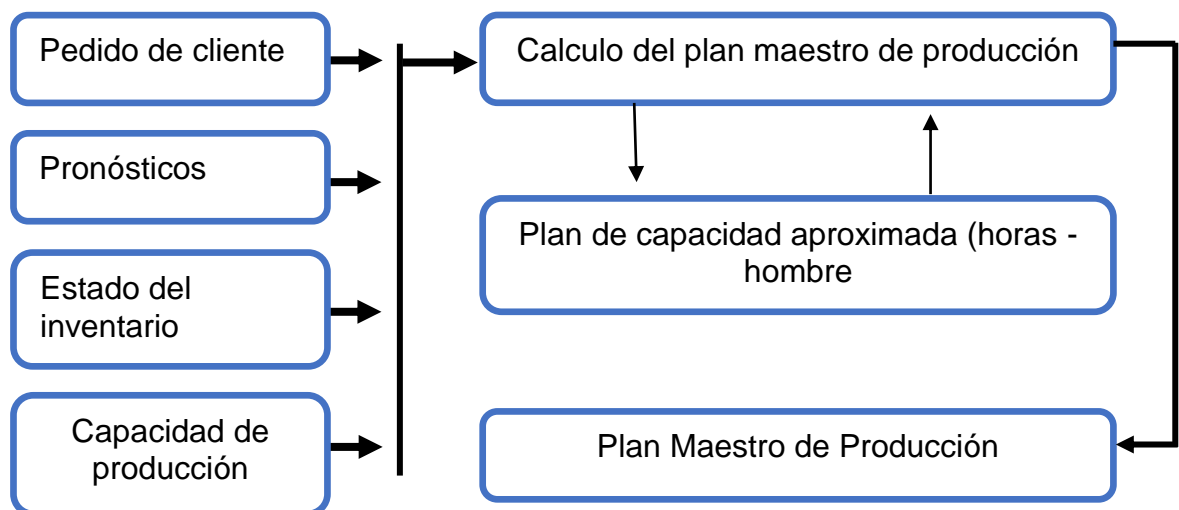 Pedido de cliente
Pronósticos
Estado del
inventario
Capacidad de
producción
Calculo del plan maestro de producción
Plan de capacidad aproximada (horas -
hombre
Plan Maestro de Producción